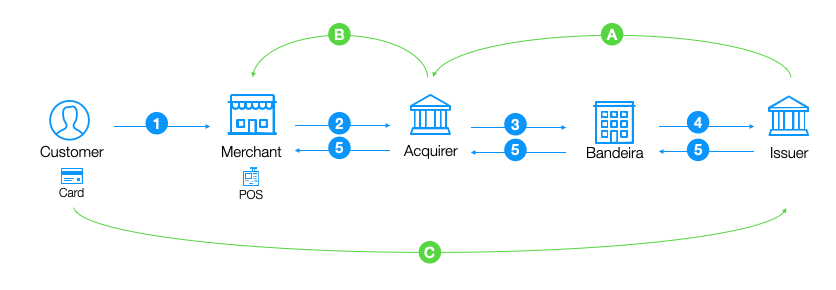 B
A
1
2
3
4
5
5
5
Customer
Merchant
Acquirer
Bandeira
Issuer
Card
POS
C